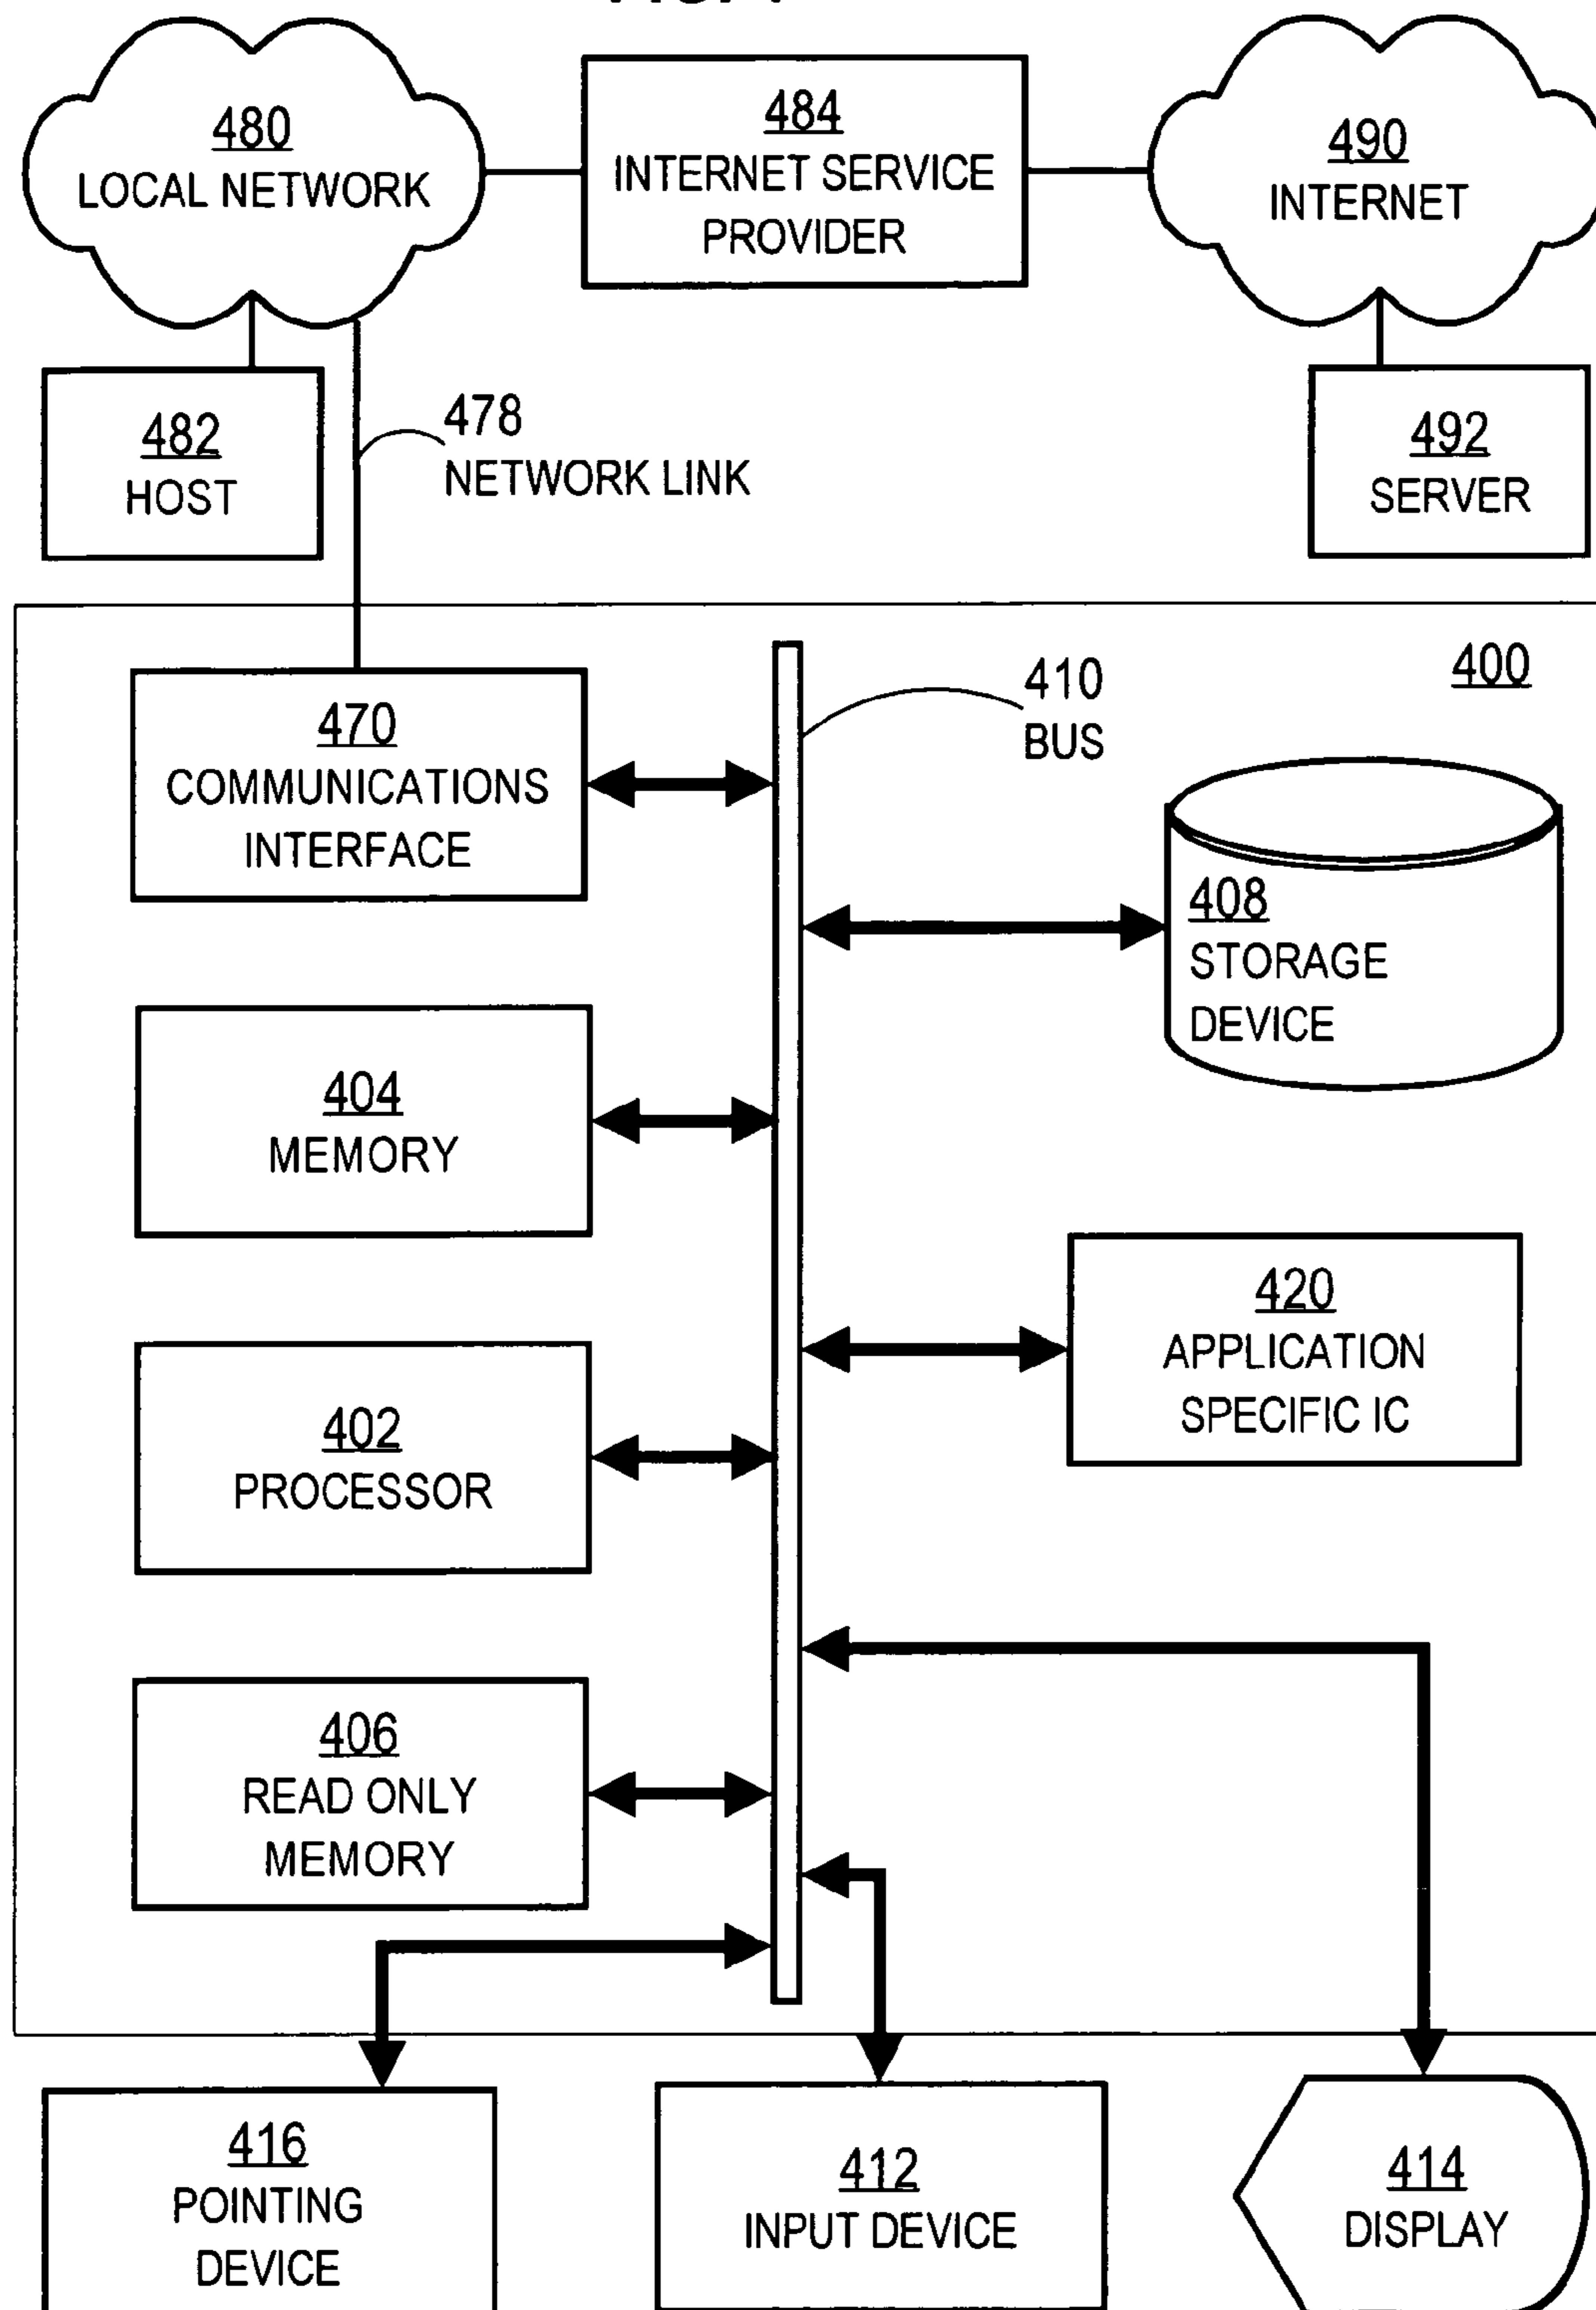 480
LOCAL NETWORK
484
INTERNET SERVICE
PROVIDER
490
INTERNET
482
HOST
478
NETWORK LINK
492
SERVER
400
410
BUS
470
COMMUNICATIONS
INTERFACE
408
STORAGE
DEVICE
404
MEMORY
420
APPLICATION
SPECIFIC IC
402
PROCESSOR
406
READ ONLY
MEMORY
416
POINTING
DEVICE
412
INPUT DEVICE
414
DISPLAY